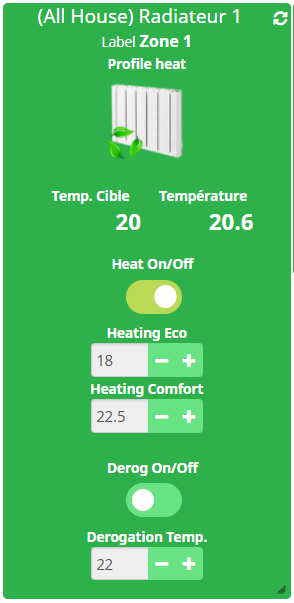 (All House) Radiateur 1
Label Zone 1
Profile heat
Temp. Cible Température
20 20.6
Heat On/Off
Heating Eco
18
Heating Comfort
22.5
Derog On/Off
Derogation Temp.
22